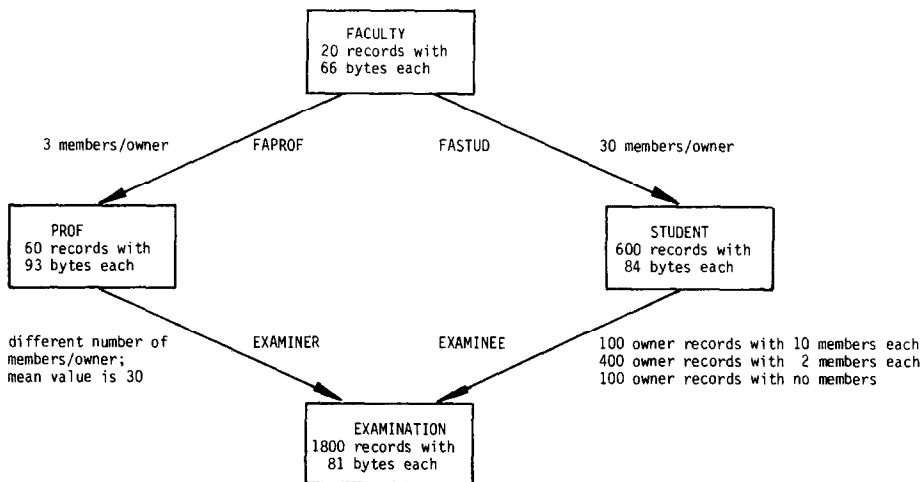 FACULTY
20 records with
66 bytes each
3 members/owner
FAPROF
FASTUD
30 members/owner
PROF
60 records with
93 bytes each
STUDENT
600 records with
84 bytes each
different number of
members/owner;
mean value is 30
EXAMINER
EXAMINEE
100 owner records with 10 members each
400 owner records with 2 members each
100 owner records with no members
EXAMINATION
1800 records with
81 bytes each